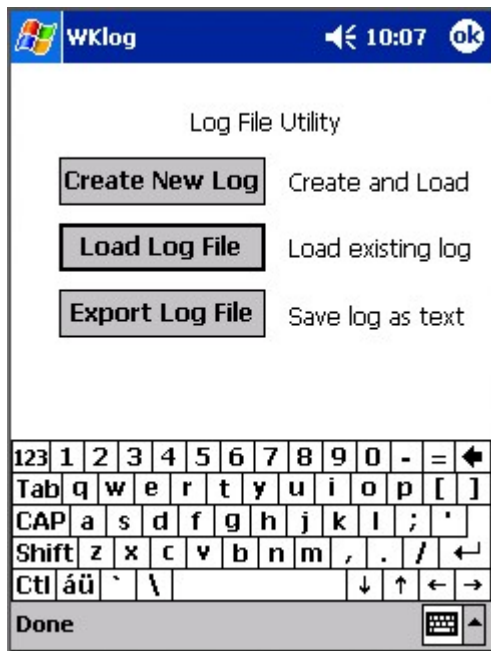 WKlog 10:07 ok
Log File Utility
Create New Log Create and Load
Load Log File Load existing log
Export Log File Save log as text
123 1 2 3 4 5 6 7 8 9 0 - = ←
Tab q w e r t y u i o p [ ]
CAP a s d f g h j k l ; '
Shift z x c v b n m , . / ↵
Ctl áü ` \ ↓ ↑ ← →
Done